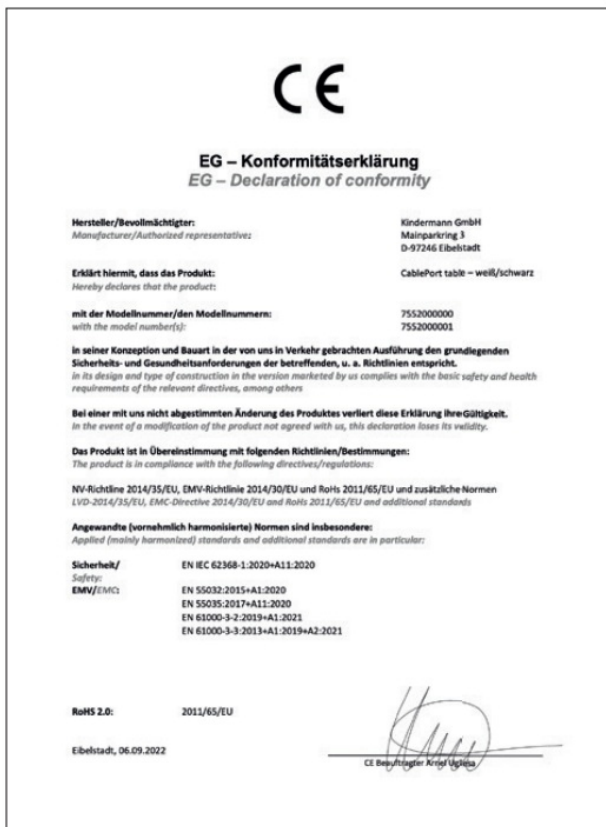 CE
EG – Konformitätserklärung
EG – Declaration of conformity
Hersteller/Bevollmächtigter: Kindermann GmbH
Manufacturer/Authorized representative: Mainparkring 3
D-97246 Eibelstadt
Erklärt hiermit, dass das Produkt: CablePort table – weiß/schwarz
Hereby declares that the product:
mit der Modellnummer/den Modellnummern: 7552000000
with the model number(s): 7552000001
in seiner Konzeption und Bauart in der von uns in Verkehr gebrachten Ausführung den grundlegenden
Sicherheits- und Gesundheitsanforderungen der betreffenden, u. a. Richtlinien entspricht.
in its design and type of construction in the version marketed by us complies with the basic safety and health
requirements of the relevant directives, among others
Bei einer mit uns nicht abgestimmten Änderung des Produktes verliert diese Erklärung ihre Gültigkeit.
In the event of a modification of the product not agreed with us, this declaration loses its validity.
Das Produkt ist in Übereinstimmung mit folgenden Richtlinien/Bestimmungen:
The product is in compliance with the following directives/regulations:
NV-Richtline 2014/35/EU, EMV-Richtlinie 2014/30/EU und RoHs 2011/65/EU und zusätzliche Normen
LVD-2014/35/EU, EMC-Directive 2014/30/EU and RoHs 2011/65/EU and additional standards
Angewandte (vornehmlich harmonisierte) Normen sind insbesondere:
Applied (mainly harmonized) standards and additional standards are in particular:
Sicherheit/ EN IEC 62368-1:2020+A11:2020
Safety:
EMV/EMC: EN 55032:2015+A1:2020
EN 55035:2017+A11:2020
EN 61000-3-2:2019+A1:2021
EN 61000-3-3:2013+A1:2019+A2:2021
RoHS 2.0: 2011/65/EU
Eibelstadt, 06.09.2022
CE Beauftragter Arnel